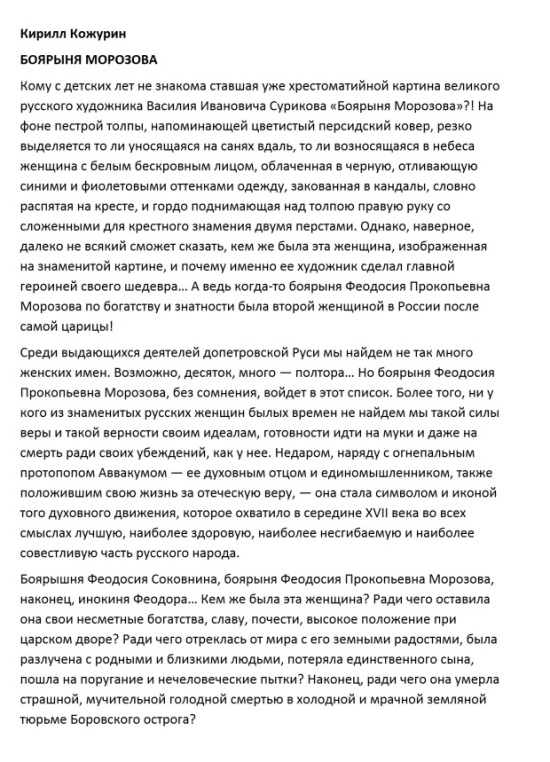 Кирилл Кожурин
БОЯРЫНЯ МОРОЗОВА
Кому с детских лет не знакома ставшая уже хрестоматийной картина великого
русского художника Василия Ивановича Сурикова «Боярыня Морозова»?! На
фоне пестрой толпы, напоминающей цветистый персидский ковер, резко
выделяется то ли уносящаяся на санях вдаль, то ли возносящаяся в небеса
женщина с белым бескровным лицом, облаченная в черную, отливающую
синими и фиолетовыми оттенками одежду, закованная в кандалы, словно
распятая на кресте, и гордо поднимающая над толпою правую руку со
сложенными для крестного знамения двумя перстами. Однако, наверное,
далеко не всякий сможет сказать, кем же была эта женщина, изображенная
на знаменитой картине, и почему именно ее художник сделал главной
героиней своего шедевра... А ведь когда-то боярыня Феодосия Прокопьевна
Морозова по богатству и знатности была второй женщиной в России после
самой царицы!
Среди выдающихся деятелей допетровской Руси мы найдем не так много
женских имен. Возможно, десяток, много — полтора... Но боярыня Феодосия
Прокопьевна Морозова, без сомнения, войдет в этот список. Более того, ни у
кого из знаменитых русских женщин былых времен не найдем мы такой силы
веры и такой верности своим идеалам, готовности идти на муки и даже на
смерть ради своих убеждений, как у нее. Недаром, наряду с огнепальным
протопопом Аввакумом — ее духовным отцом и единомышленником, также
положившим свою жизнь за отеческую веру, — она стала символом и иконой
того духовного движения, которое охватило в середине XVII века во всех
смыслах лучшую, наиболее здоровую, наиболее несгибаемую и наиболее
совестливую часть русского народа.
Боярышня Феодосия Соковнина, боярыня Феодосия Прокопьевна Морозова,
наконец, инокиня Феодора... Кем же была эта женщина? Ради чего оставила
она свои несметные богатства, славу, почести, высокое положение при
царском дворе? Ради чего отреклась от мира с его земными радостями, была
разлучена с родными и близкими людьми, потеряла единственного сына,
пошла на поругание и нечеловеческие пытки? Наконец, ради чего она умерла
страшной, мучительной голодной смертью в холодной и мрачной земляной
тюрьме Боровского острога?